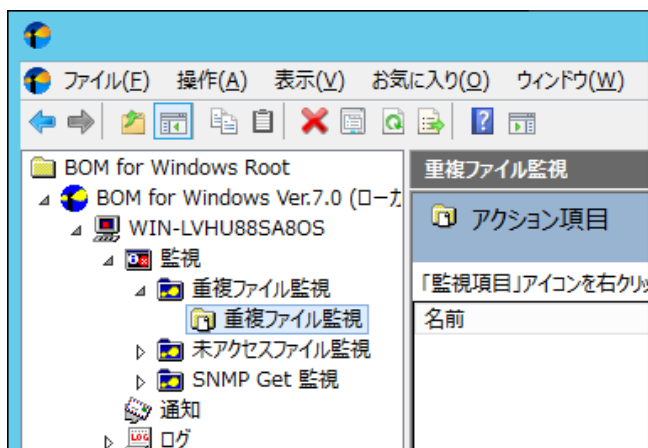 ファイル(F) 操作(A) 表示(V) お気に入り(O) ウィンドウ(W)
BOM for Windows Root
BOM for Windows Ver.7.0 (ローカ
WIN-LVHU88SA8OS
監視
重複ファイル監視
重複ファイル監視
未アクセスファイル監視
SNMP Get 監視
通知
LOG ログ
重複ファイル監視
アクション項目
「監視項目」アイコンを右クリッ
名前